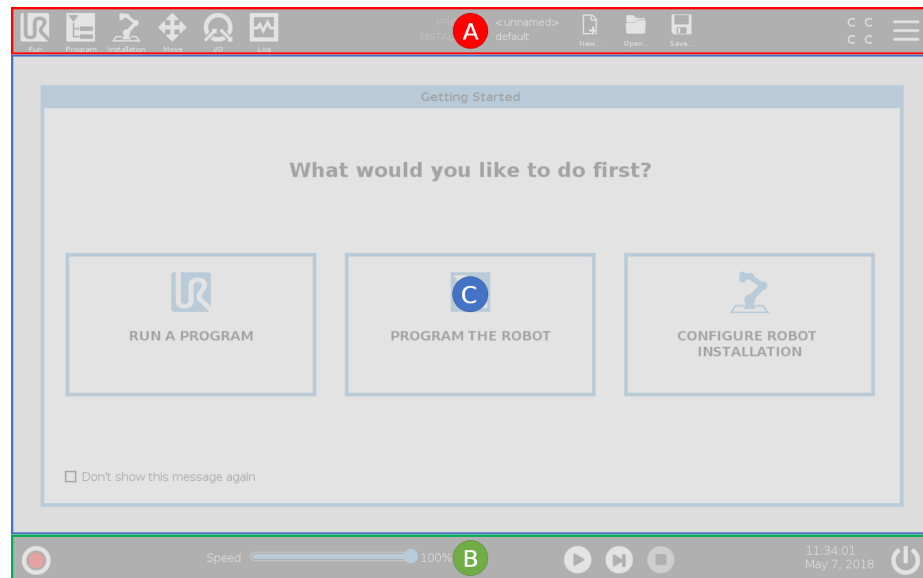 <unnamed>
default
A
C C
C C
Run
Program
Installation
Move
I/O
Log
New...
Open...
Save...
Getting Started
What would you like to do first?
C
RUN A PROGRAM
PROGRAM THE ROBOT
CONFIGURE ROBOT
INSTALLATION
Don't show this message again
Speed
100%
B
11:34:01
May 7, 2018